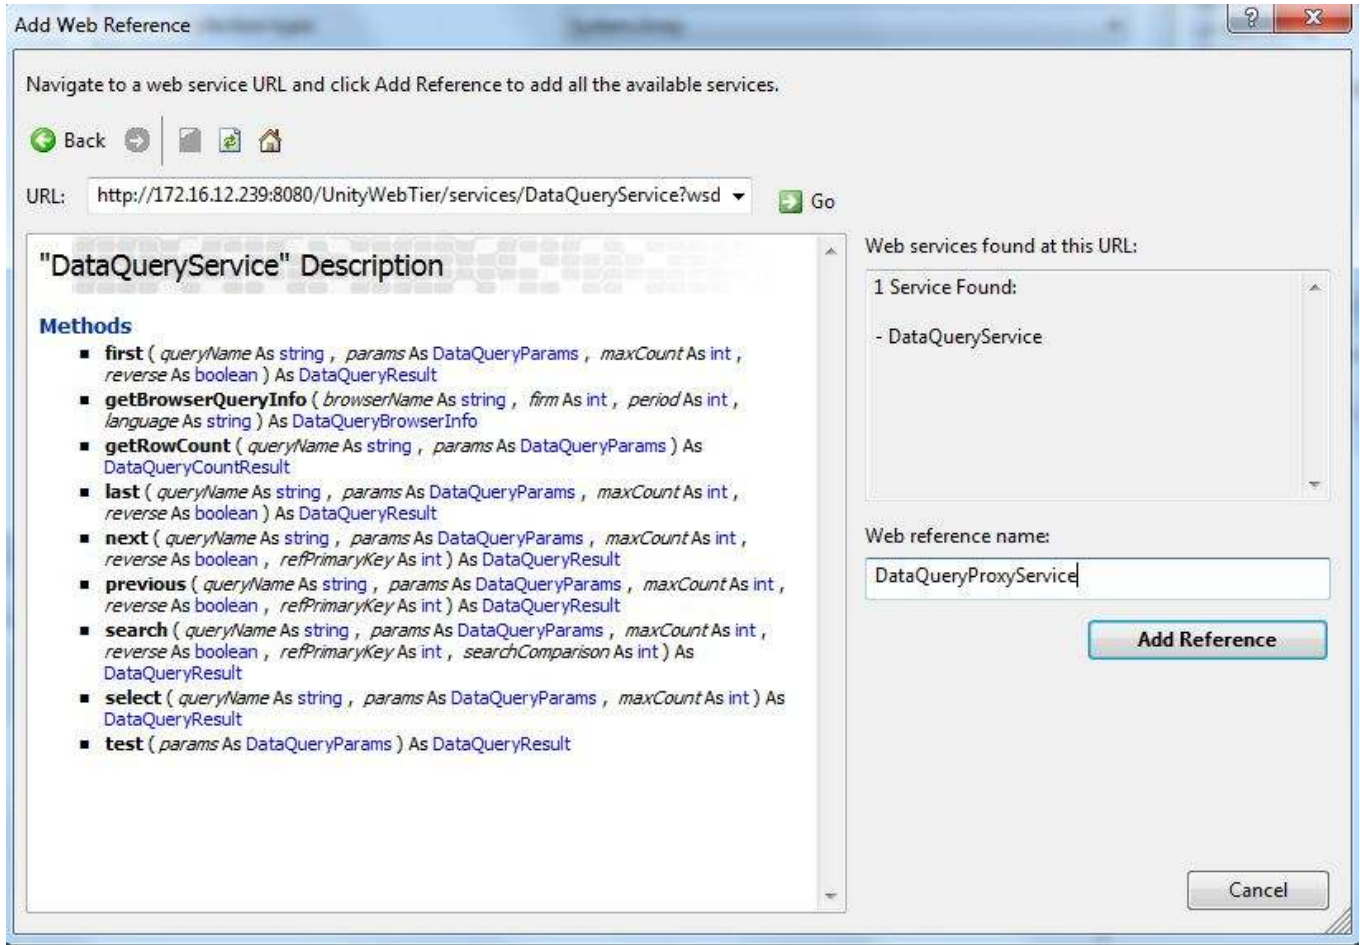 Add Web Reference
Navigate to a web service URL and click Add Reference to add all the available services.
Back
URL: http://172.16.12.239:8080/UnityWebTier/services/DataQueryService?wsd Go
"DataQueryService" Description
Methods
first ( queryName As string , params As DataQueryParams , maxCount As int ,
reverse As boolean ) As DataQueryResult
getBrowserQueryInfo ( browserName As string , firm As int , period As int ,
language As string ) As DataQueryBrowserInfo
getRowCount ( queryName As string , params As DataQueryParams ) As
DataQueryCountResult
last ( queryName As string , params As DataQueryParams , maxCount As int ,
reverse As boolean ) As DataQueryResult
next ( queryName As string , params As DataQueryParams , maxCount As int ,
reverse As boolean , refPrimaryKey As int ) As DataQueryResult
previous ( queryName As string , params As DataQueryParams , maxCount As int ,
reverse As boolean , refPrimaryKey As int ) As DataQueryResult
search ( queryName As string , params As DataQueryParams , maxCount As int ,
reverse As boolean , refPrimaryKey As int , searchComparison As int ) As
DataQueryResult
select ( queryName As string , params As DataQueryParams , maxCount As int ) As
DataQueryResult
test ( params As DataQueryParams ) As DataQueryResult
Web services found at this URL:
1 Service Found:
- DataQueryService
Web reference name:
DataQueryProxyService
Add Reference
Cancel